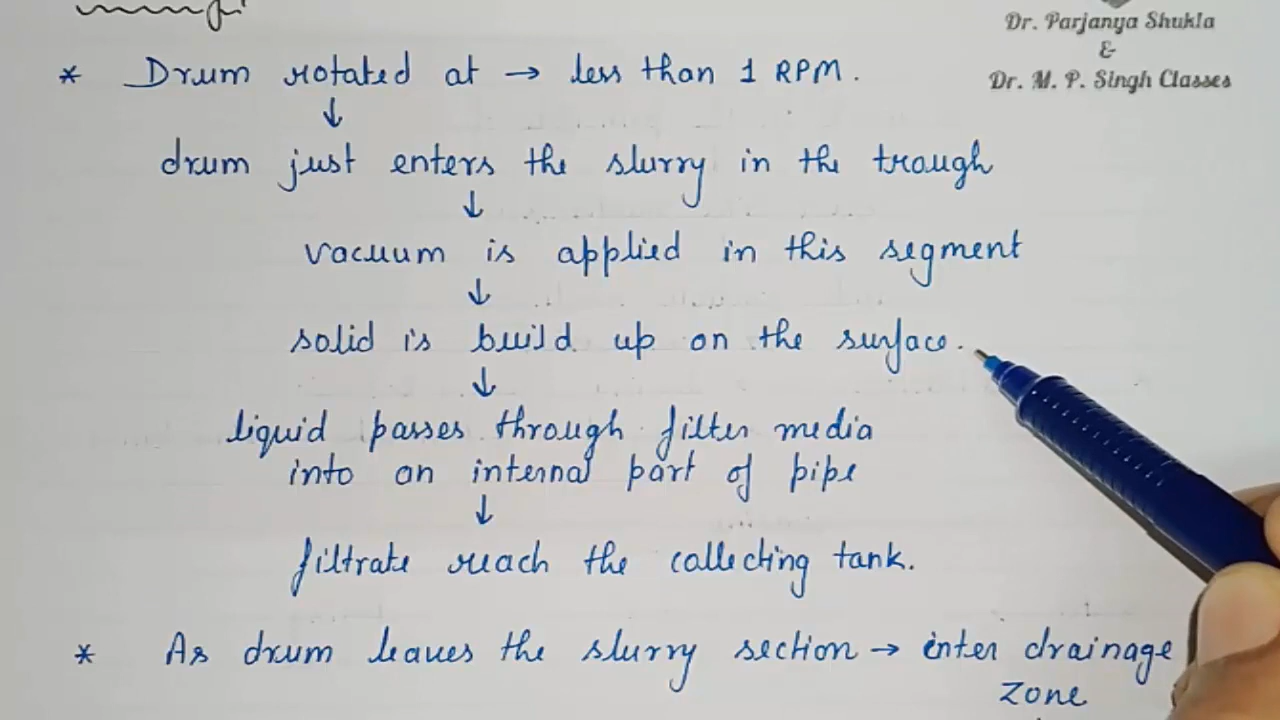 Dr. Parjanya Shukla
&
Dr. M. P. Singh Classes
* Drum rotated at → less than 1 RPM.
↓
drum just enters the slurry in the trough
↓
vacuum is applied in this segment
↓
solid is build up on the surface.
↓
liquid passes through filter media
into an internal part of pipe
↓
filtrate reach the collecting tank.
* As drum leaves the slurry section → enter drainage
zone